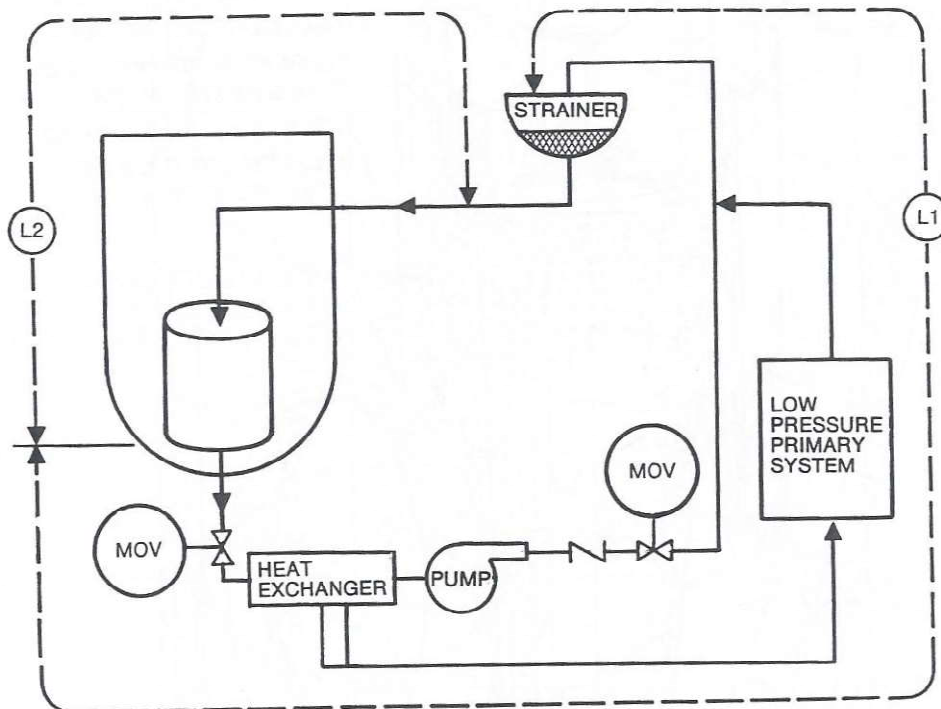 STRAINER
L2
L1
LOW
PRESSURE
PRIMARY
SYSTEM
MOV
MOV
HEAT
EXCHANGER
PUMP